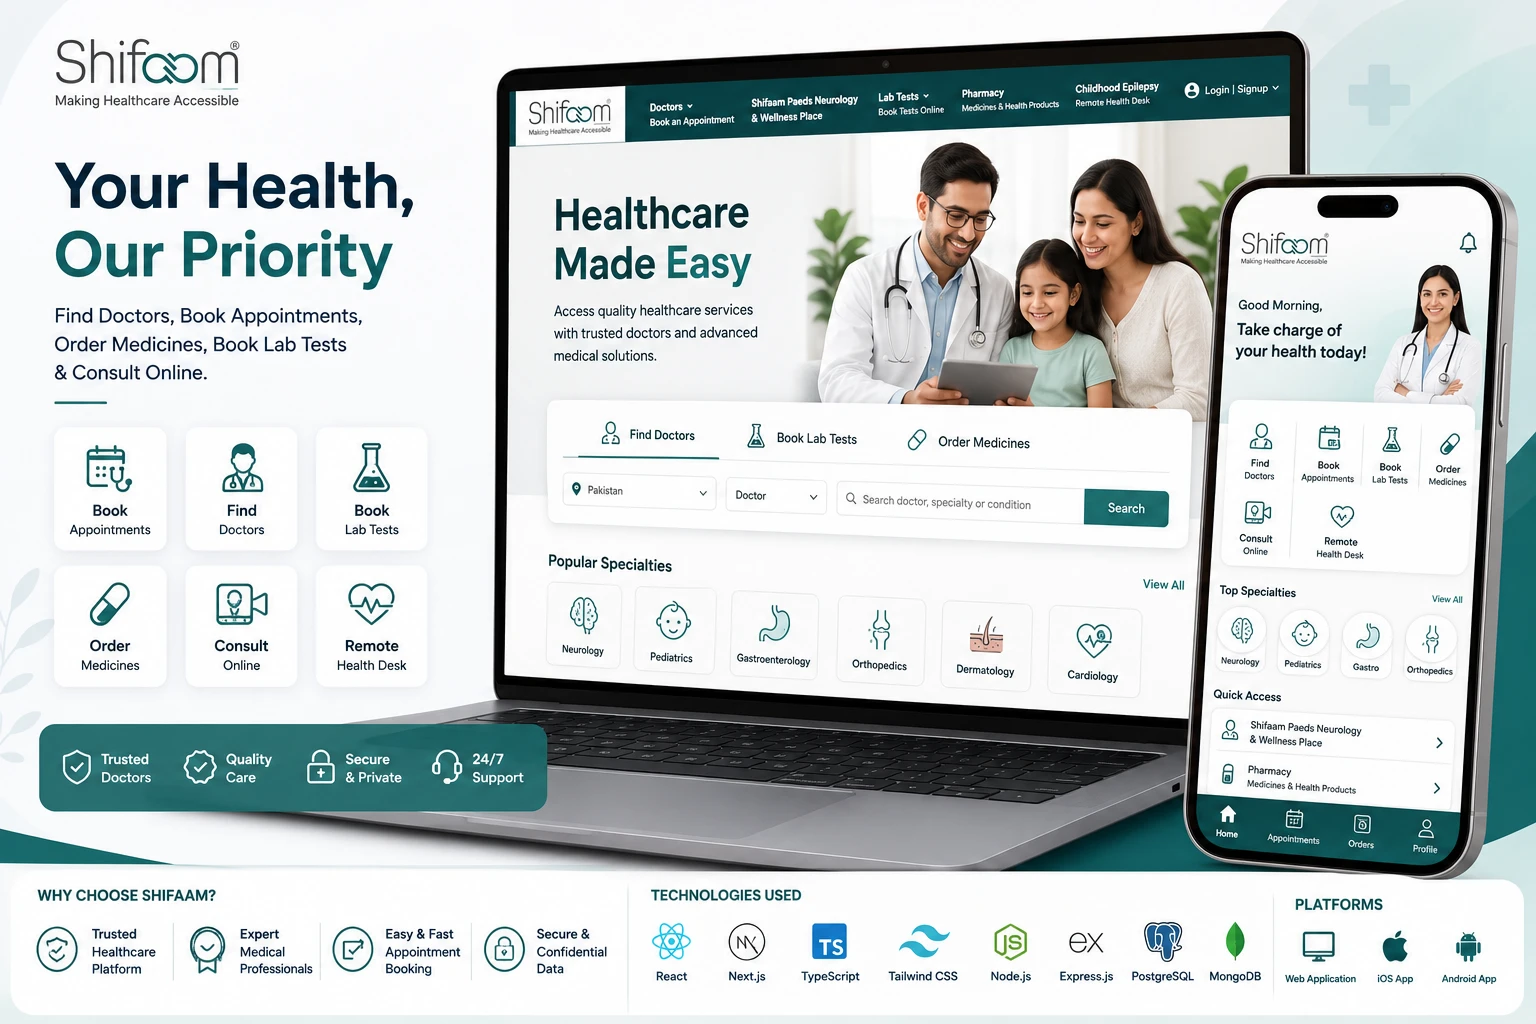 Shifaam®
Making Healthcare Accessible
Your Health,
Our Priority
Find Doctors, Book Appointments,
Order Medicines, Book Lab Tests
& Consult Online.
Book
Appointments
Find
Doctors
Book
Lab Tests
Order
Medicines
Consult
Online
Remote
Health Desk
Trusted
Doctors
Quality
Care
Secure
& Private
24/7
Support
Shifaam®
Making Healthcare Accessible
Doctors
Book an Appointment
Shifaam Paeds Neurology
& Wellness Place
Lab Tests
Book Tests Online
Pharmacy
Medicines & Health Products
Childhood Epilepsy
Remote Health Desk
Login | Signup
Healthcare
Made Easy
Access quality healthcare services
with trusted doctors and advanced
medical solutions.
Find Doctors
Book Lab Tests
Order Medicines
Pakistan
Doctor
Search doctor, specialty or condition
Search
Popular Specialties
View All
Neurology
Pediatrics
Gastroenterology
Orthopedics
Dermatology
Cardiology
Shifaam®
Making Healthcare Accessible
Good Morning,
Take charge of
your health today!
Find
Doctors
Book
Appointments
Book
Lab Tests
Order
Medicines
Consult
Online
Remote
Health Desk
Top Specialties
View All
Neurology
Pediatrics
Gastro
Orthopedics
Quick Access
Shifaam Paeds Neurology
& Wellness Place
Pharmacy
Medicines & Health Products
Home
Appointments
Orders
Profile
WHY CHOOSE SHIFAAM?
Trusted
Healthcare
Platform
Expert
Medical
Professionals
Easy & Fast
Appointment
Booking
Secure &
Confidential
Data
TECHNOLOGIES USED
React
Next.js
TS
TypeScript
Tailwind CSS
JS
Node.js
ex
Express.js
PostgreSQL
MongoDB
PLATFORMS
Web Application
iOS App
Android App